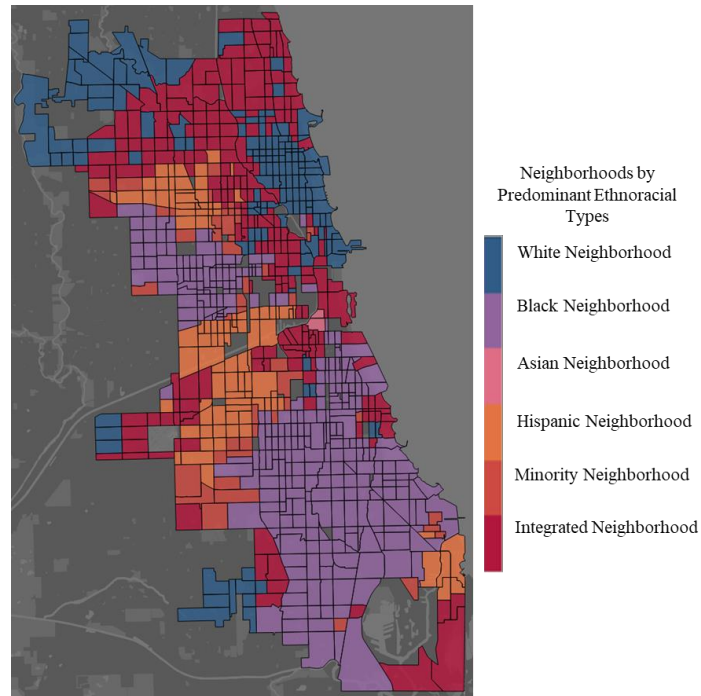 Neighborhoods by
Predominant Ethnoracial
Types
White Neighborhood
Black Neighborhood
Asian Neighborhood
Hispanic Neighborhood
Minority Neighborhood
Integrated Neighborhood